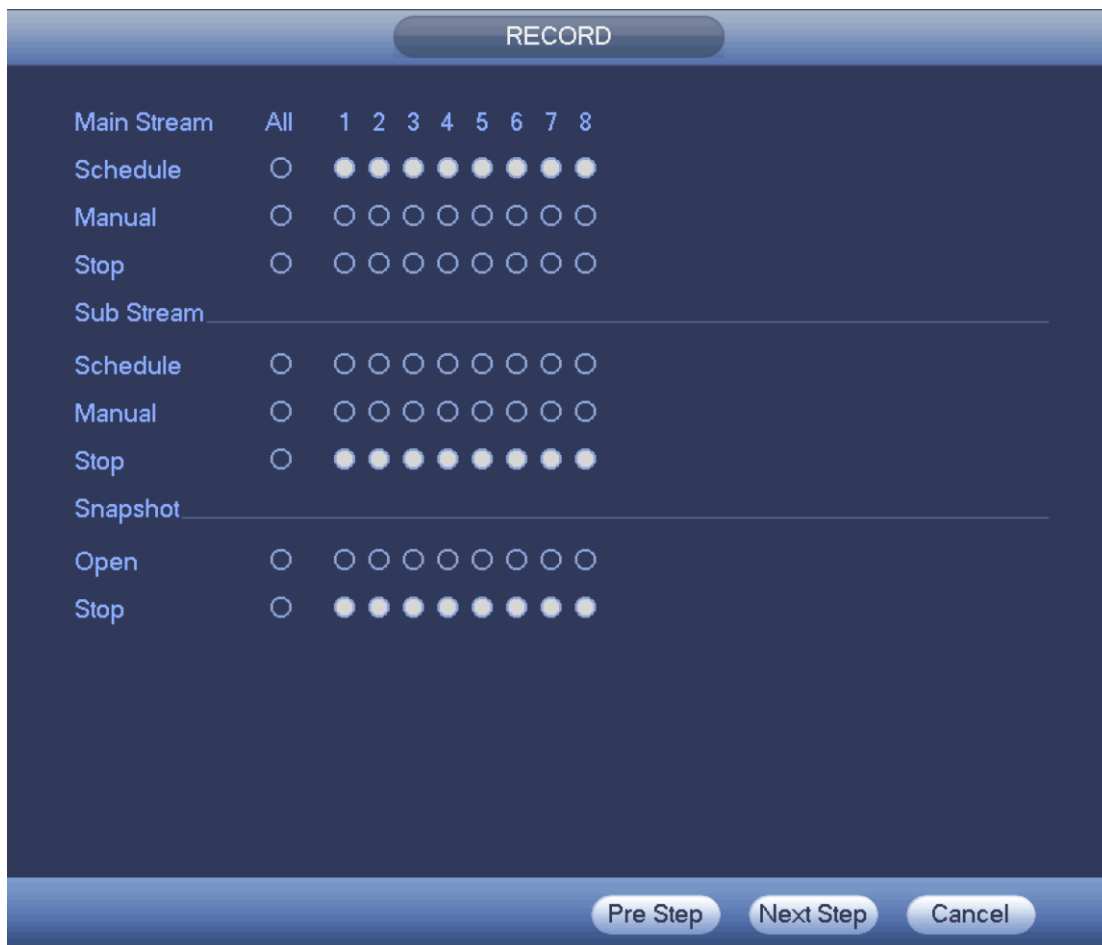 RECORD
Main Stream All 1 2 3 4 5 6 7 8
Schedule
Manual
Stop
Sub Stream
Schedule
Manual
Stop
Snapshot
Open
Stop
Pre Step Next Step Cancel